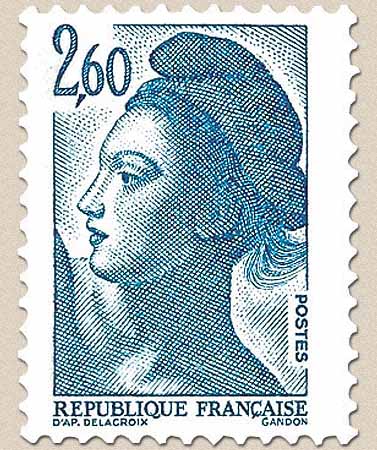 2,60
POSTES
REPUBLIQUE FRANÇAISE
D'AP. DELACROIX GANDON